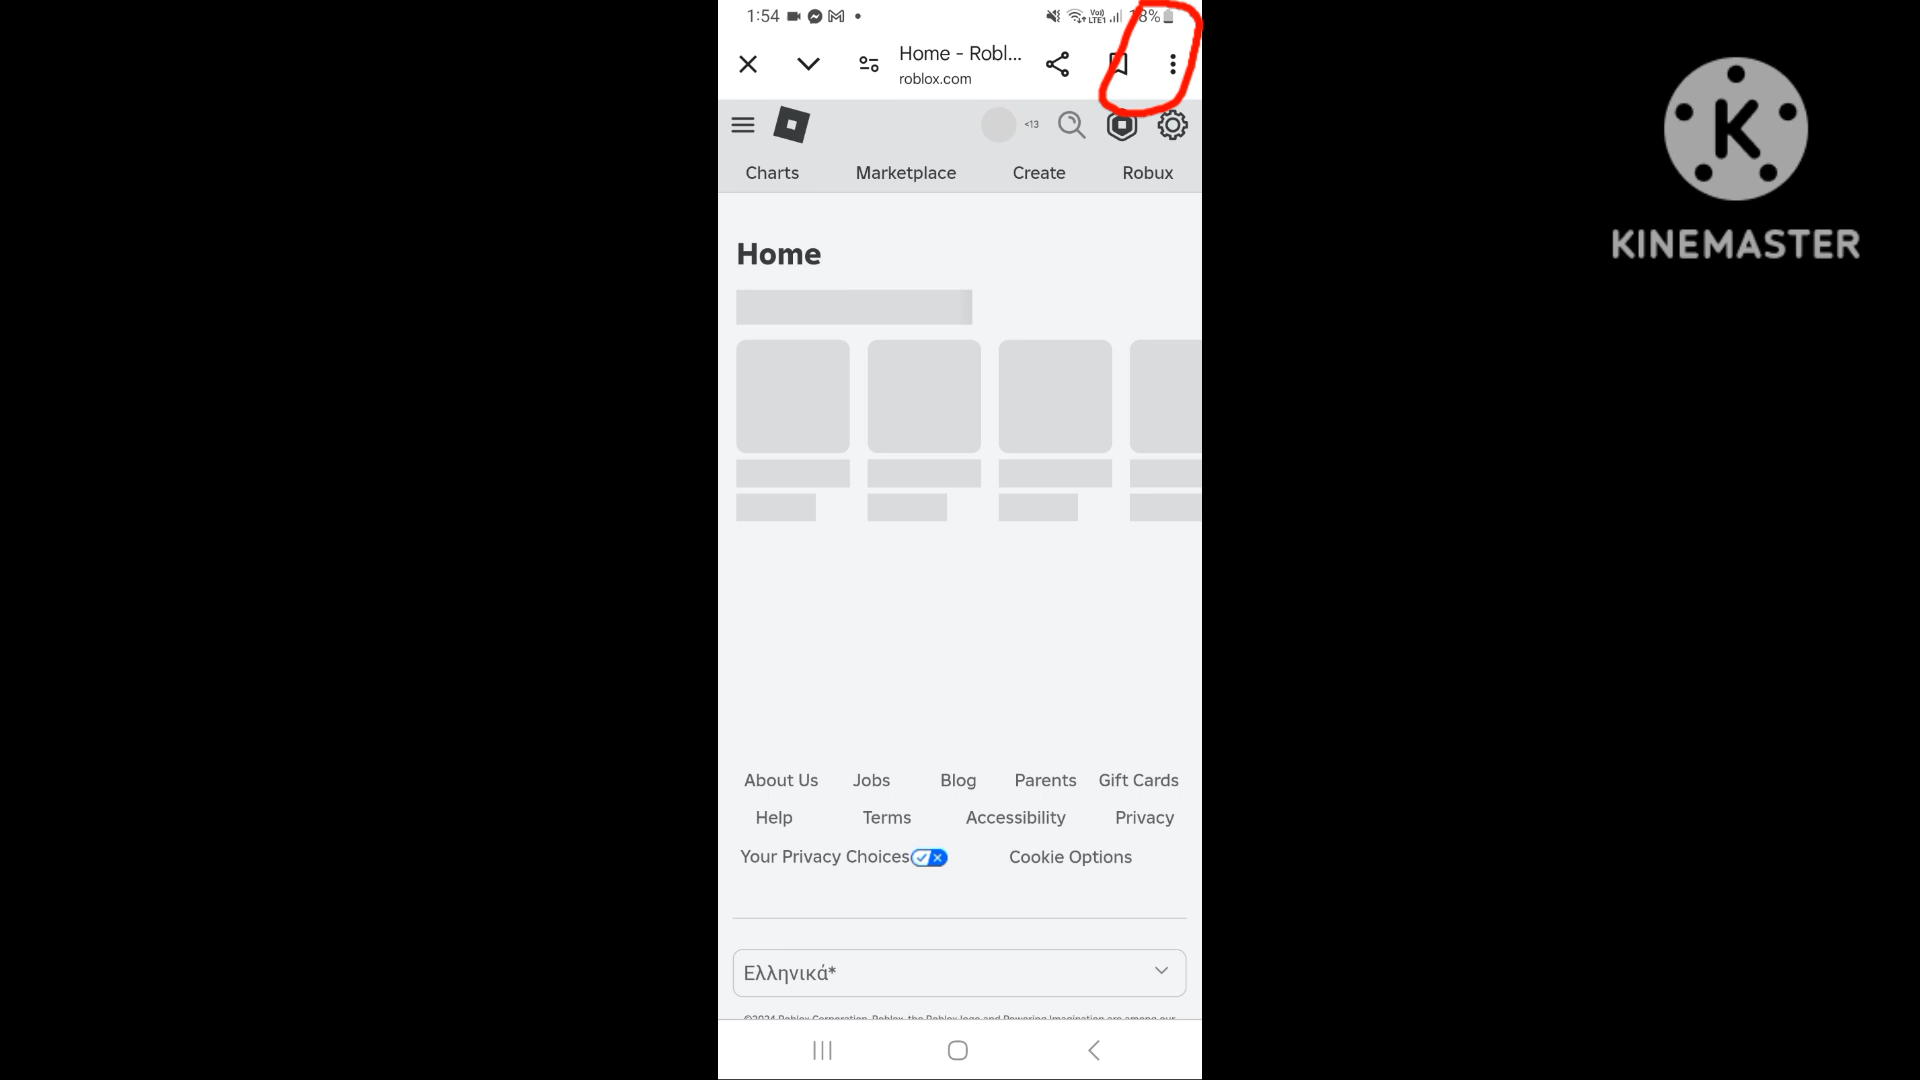 1:54
Vo)) LTE1
Home - Robl...
roblox.com
<13
Charts Marketplace Create Robux
Home
About Us Jobs Blog Parents Gift Cards
Help Terms Accessibility Privacy
Your Privacy Choices Cookie Options
Ελληνικά*
©2024 Roblox Corporation, Roblox, the Roblox logo and Powering Imagination are among our
K
KINEMASTER